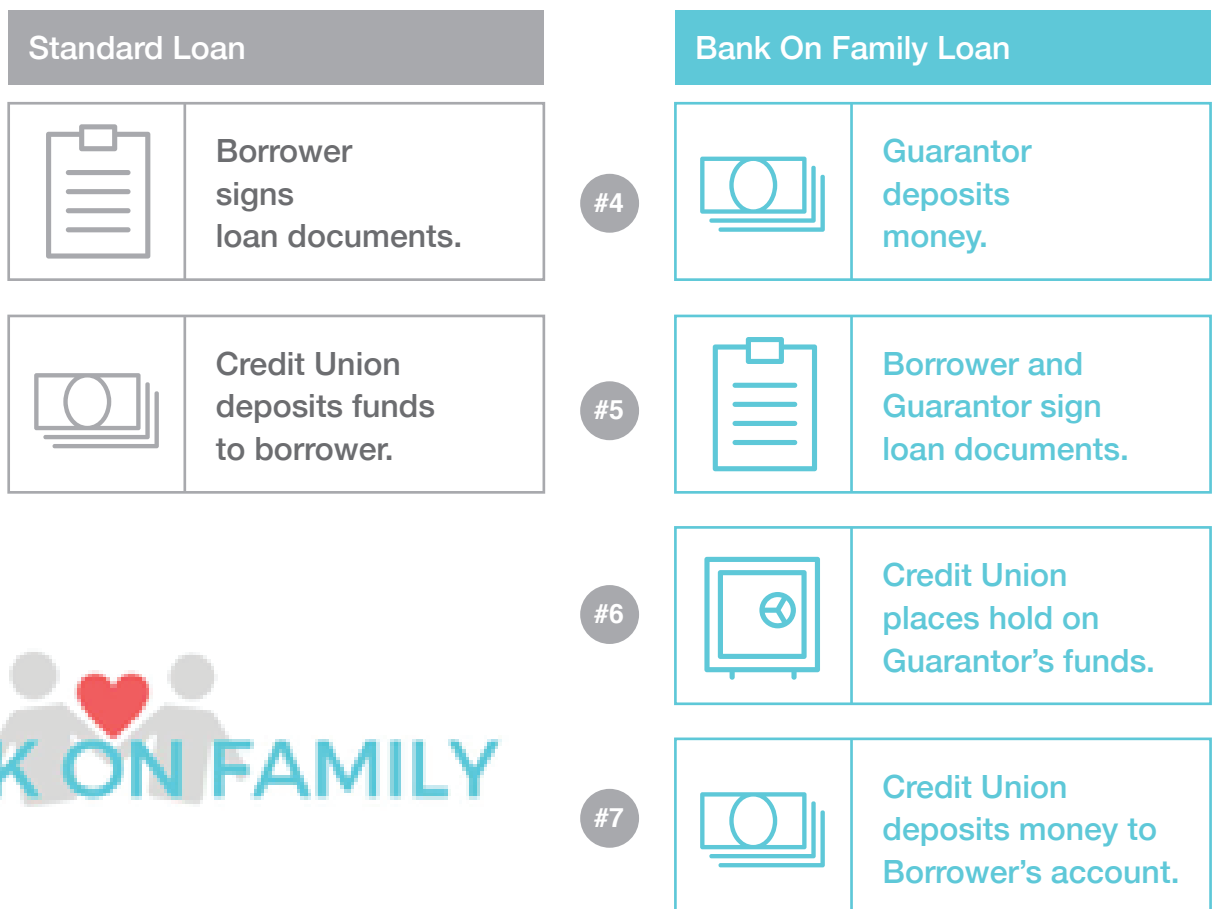 Standard Loan
Bank On Family Loan
Borrower
signs
loan documents.
#4
Guarantor
deposits
money.
Credit Union
deposits funds
to borrower.
#5
Borrower and
Guarantor sign
loan documents.
#6
Credit Union
places hold on
Guarantor's funds.
K ON FAMILY
#7
Credit Union
deposits money to
Borrower's account.